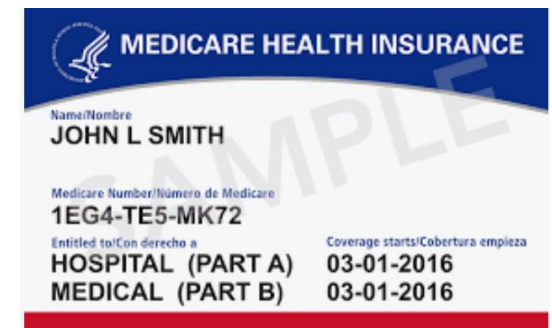 MEDICARE HEALTH INSURANCE
Name/Nombre
JOHN L SMITH
Medicare Number/Número de Medicare
1EG4-TE5-MK72
Entitled to/Con derecho a Coverage starts/Cobertura empieza
HOSPITAL (PART A) 03-01-2016
MEDICAL (PART B) 03-01-2016
SAMPLE